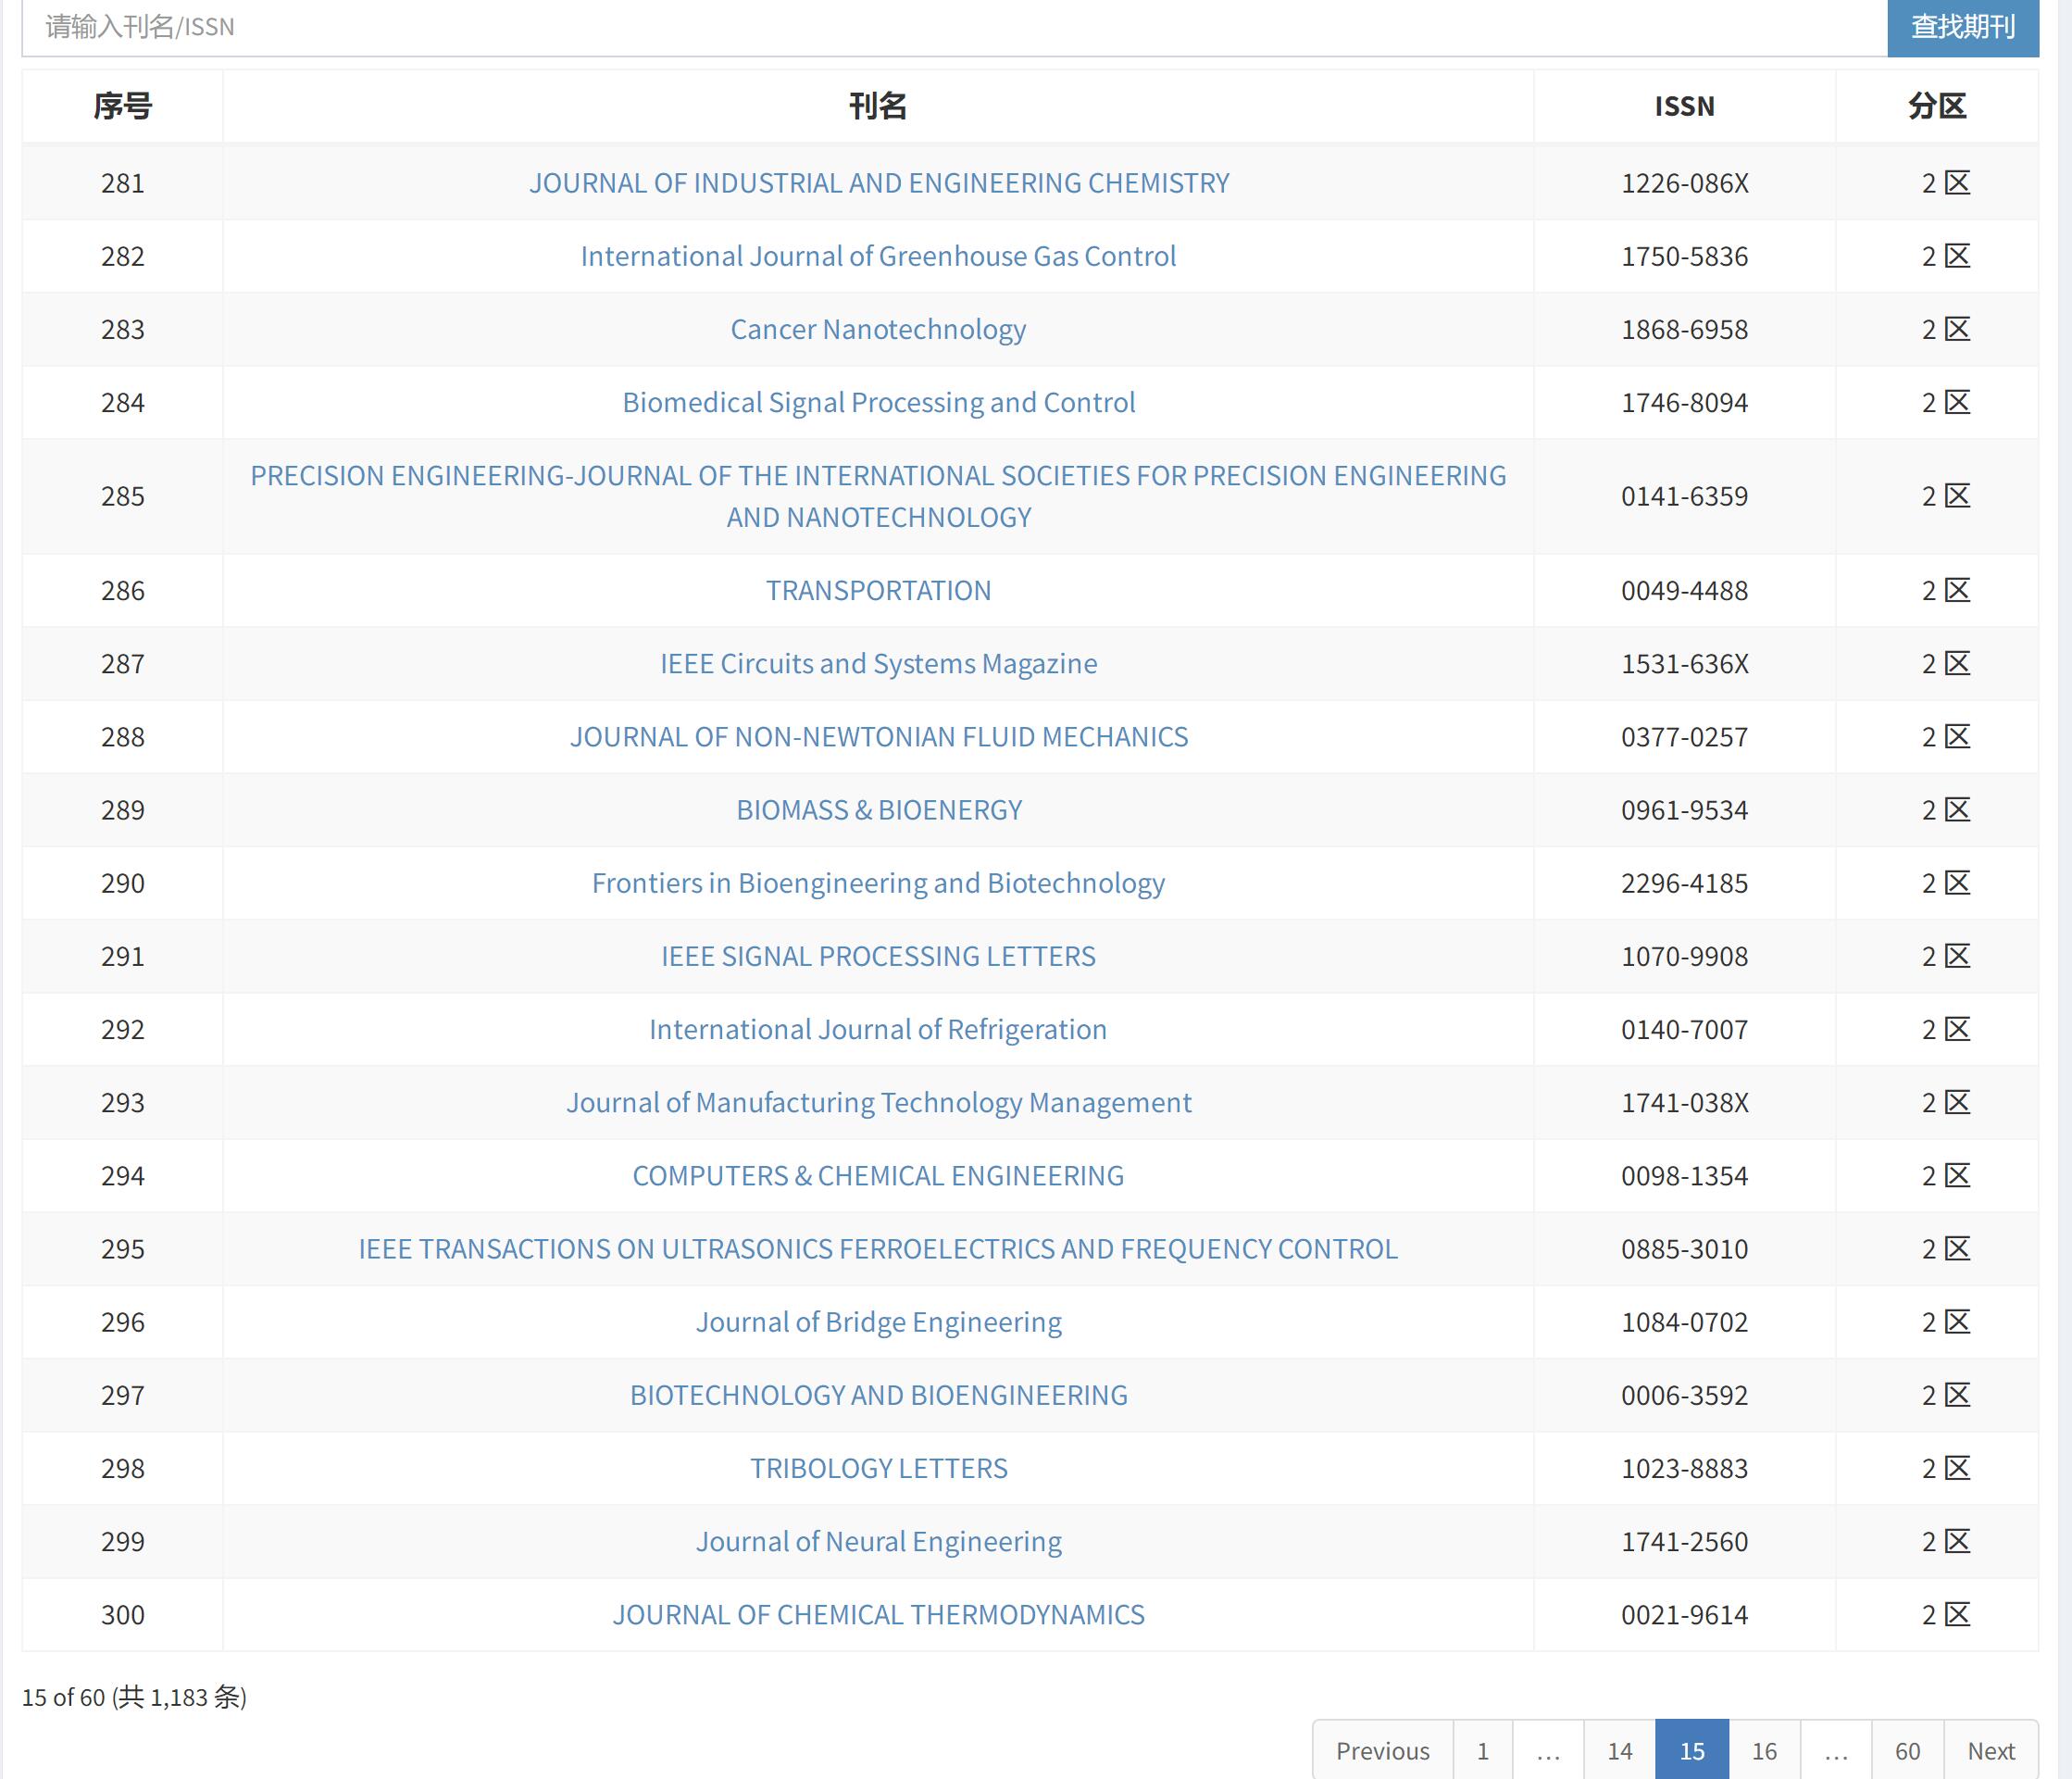 请输入刊名/ISSN 查找期刊
序号 刊名 ISSN 分区
281 JOURNAL OF INDUSTRIAL AND ENGINEERING CHEMISTRY 1226-086X 2 区
282 International Journal of Greenhouse Gas Control 1750-5836 2 区
283 Cancer Nanotechnology 1868-6958 2 区
284 Biomedical Signal Processing and Control 1746-8094 2 区
285 PRECISION ENGINEERING-JOURNAL OF THE INTERNATIONAL SOCIETIES FOR PRECISION ENGINEERING
AND NANOTECHNOLOGY 0141-6359 2 区
286 TRANSPORTATION 0049-4488 2 区
287 IEEE Circuits and Systems Magazine 1531-636X 2 区
288 JOURNAL OF NON-NEWTONIAN FLUID MECHANICS 0377-0257 2 区
289 BIOMASS & BIOENERGY 0961-9534 2 区
290 Frontiers in Bioengineering and Biotechnology 2296-4185 2 区
291 IEEE SIGNAL PROCESSING LETTERS 1070-9908 2 区
292 International Journal of Refrigeration 0140-7007 2 区
293 Journal of Manufacturing Technology Management 1741-038X 2 区
294 COMPUTERS & CHEMICAL ENGINEERING 0098-1354 2 区
295 IEEE TRANSACTIONS ON ULTRASONICS FERROELECTRICS AND FREQUENCY CONTROL 0885-3010 2 区
296 Journal of Bridge Engineering 1084-0702 2 区
297 BIOTECHNOLOGY AND BIOENGINEERING 0006-3592 2 区
298 TRIBOLOGY LETTERS 1023-8883 2 区
299 Journal of Neural Engineering 1741-2560 2 区
300 JOURNAL OF CHEMICAL THERMODYNAMICS 0021-9614 2 区
15 of 60 (共 1,183 条)
Previous 1 … 14 15 16 … 60 Next